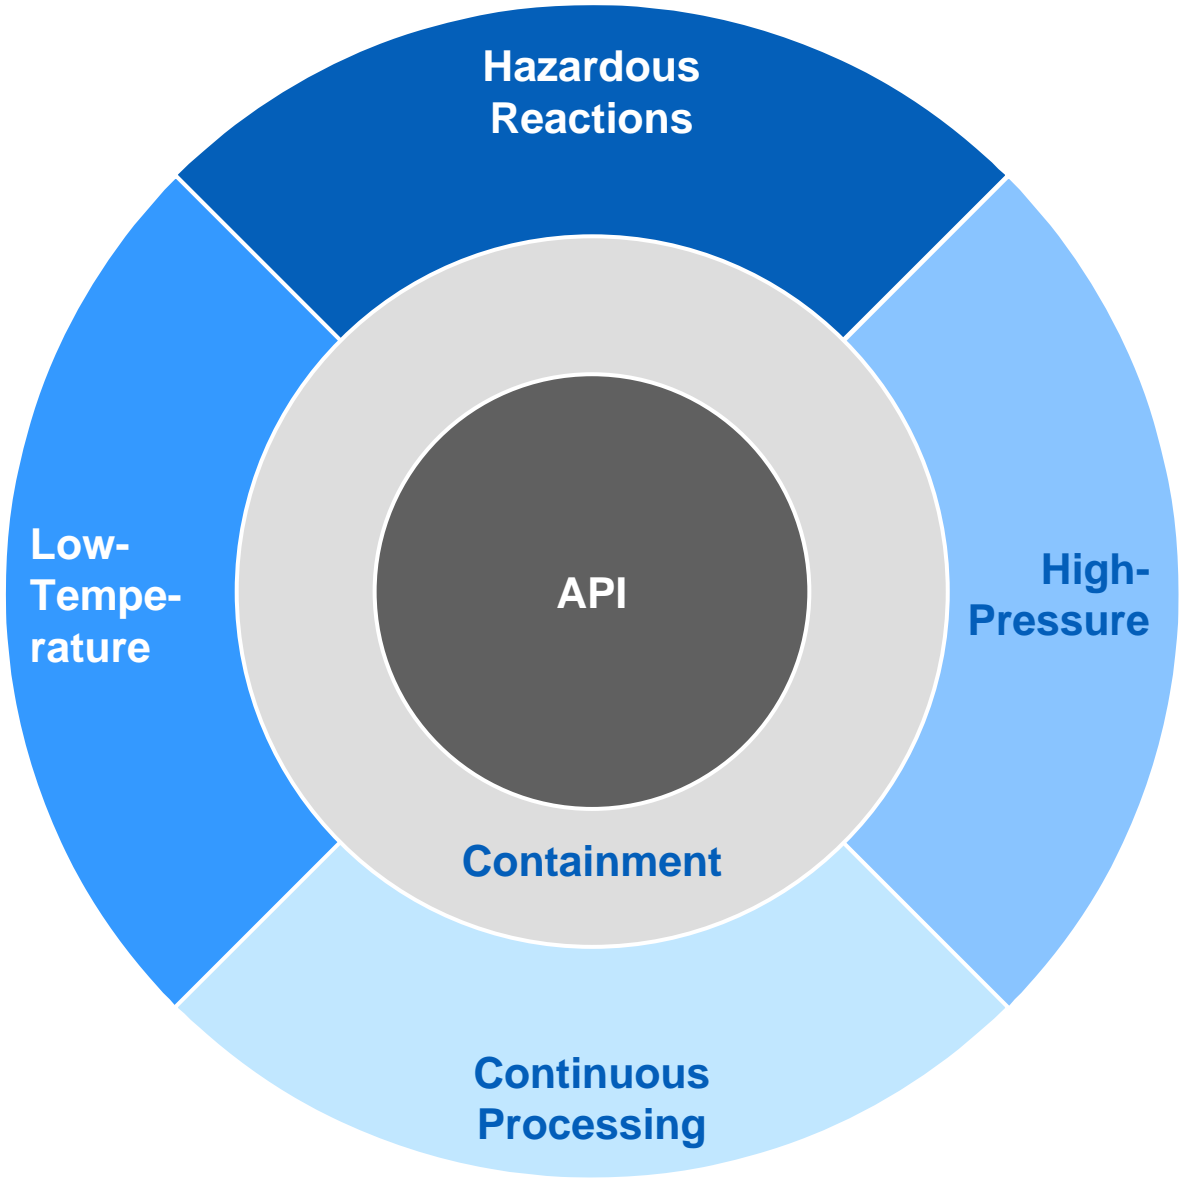 Hazardous
Reactions
Low-
Tempe-
rature
API
High-
Pressure
Containment
Continuous
Processing